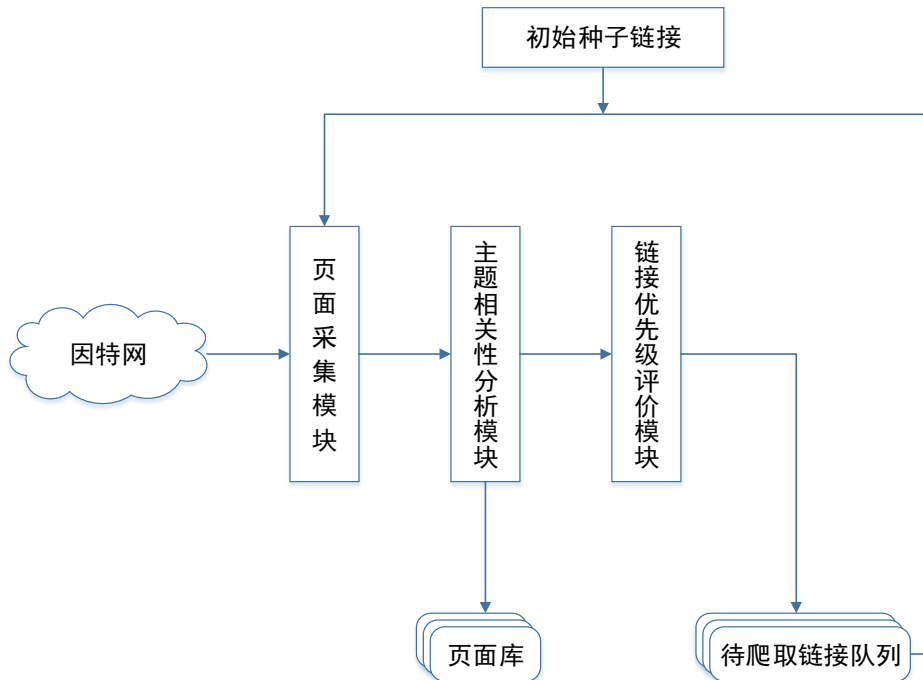 初始种子链接
因特网
页面采集模块
主题相关性分析模块
链接优先级评价模块
页面库
待爬取链接队列